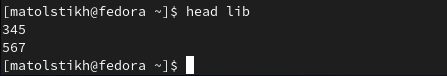 [matolstikh@fedora ~]$ head lib
345
567
[matolstikh@fedora ~]$